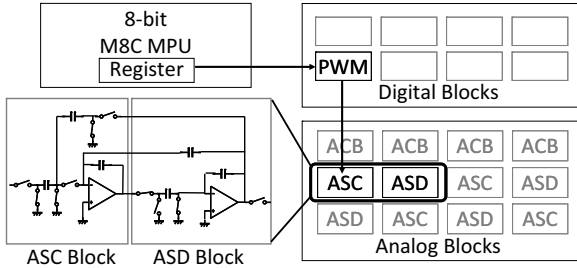 8-bit
M8C MPU
Register
PWM
Digital Blocks
ACB ACB ACB ACB
ASC ASD ASC ASD
ASD ASC ASD ASC
Analog Blocks
ASC Block
ASD Block